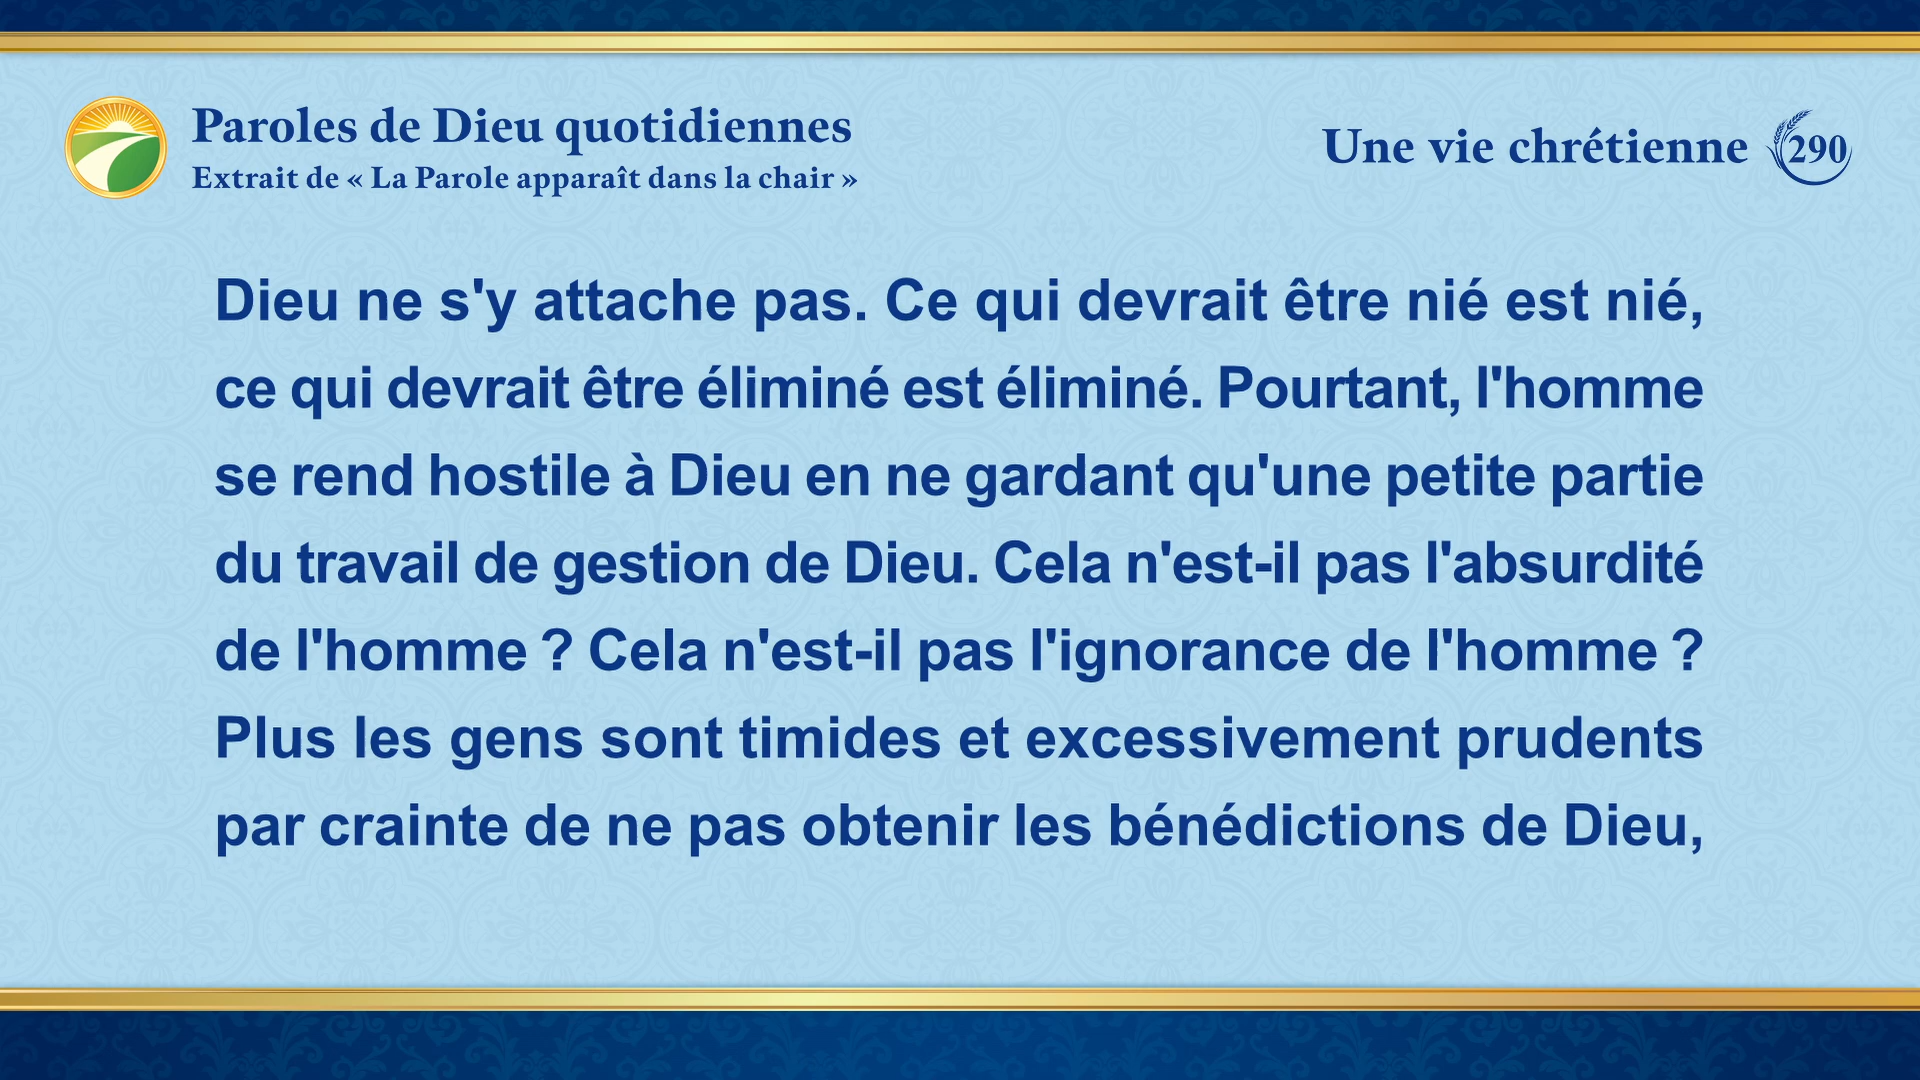 Paroles de Dieu quotidiennes
Extrait de « La Parole apparaît dans la chair »
Une vie chrétienne 290
Dieu ne s'y attache pas. Ce qui devrait être nié est nié,
ce qui devrait être éliminé est éliminé. Pourtant, l'homme
se rend hostile à Dieu en ne gardant qu'une petite partie
du travail de gestion de Dieu. Cela n'est-il pas l'absurdité
de l'homme ? Cela n'est-il pas l'ignorance de l'homme ?
Plus les gens sont timides et excessivement prudents
par crainte de ne pas obtenir les bénédictions de Dieu,